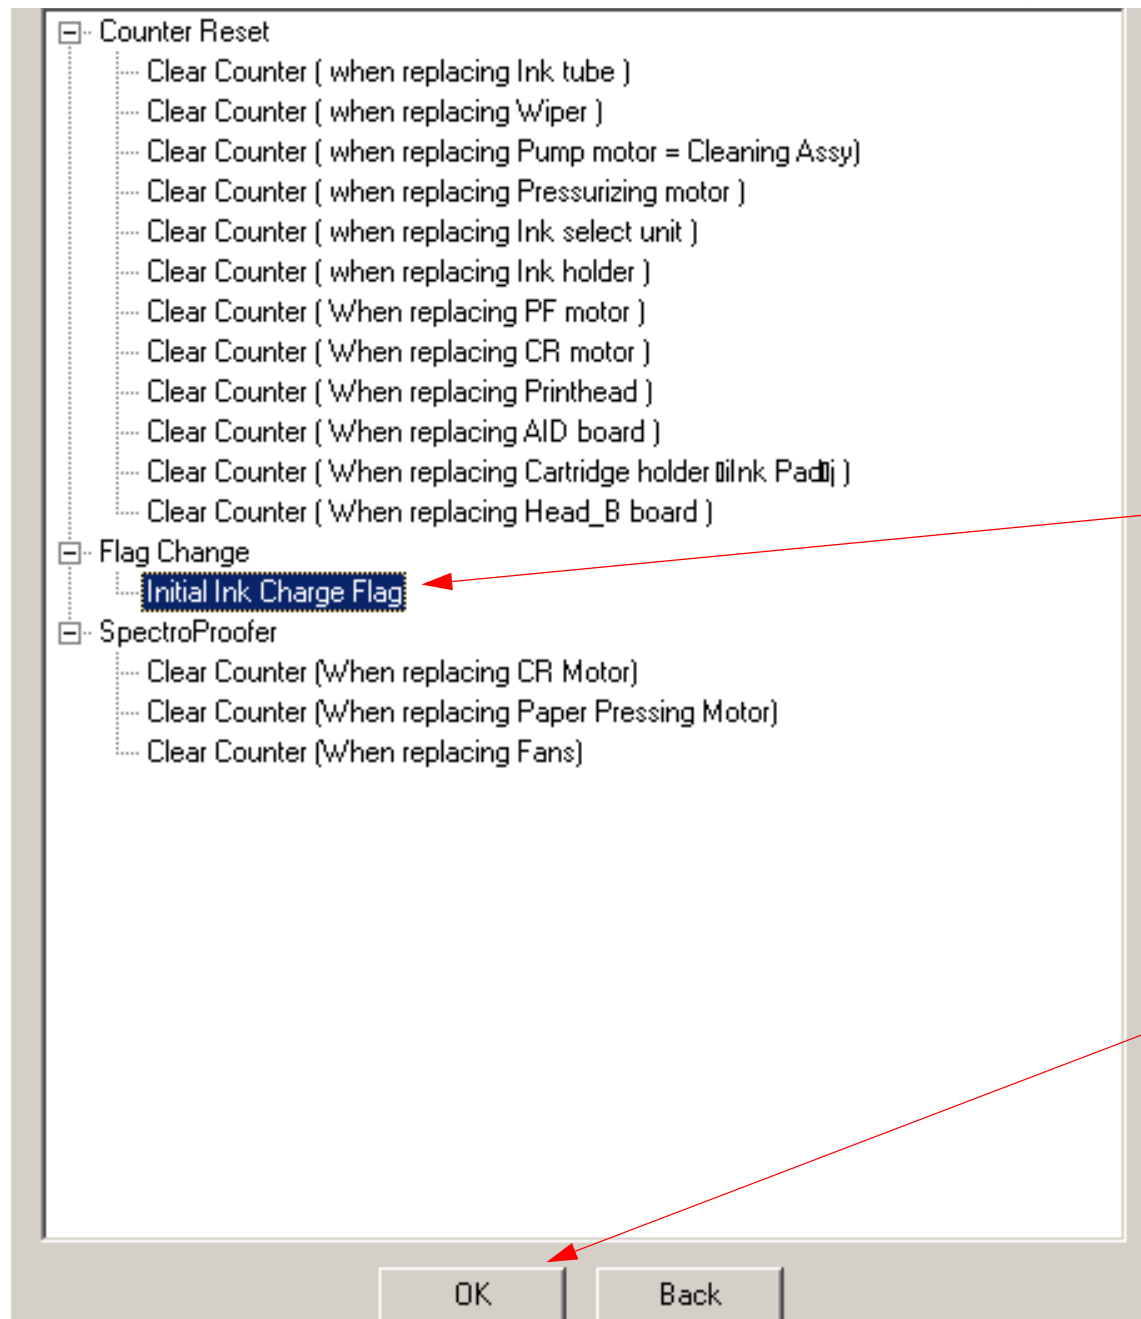 Counter Reset
Clear Counter ( when replacing Ink tube )
Clear Counter ( when replacing Wiper )
Clear Counter ( when replacing Pump motor = Cleaning Assy)
Clear Counter ( when replacing Pressurizing motor )
Clear Counter ( when replacing Ink select unit )
Clear Counter ( when replacing Ink holder )
Clear Counter ( When replacing PF motor )
Clear Counter ( When replacing CR motor )
Clear Counter ( When replacing Printhead )
Clear Counter ( When replacing AID board )
Clear Counter ( When replacing Cartridge holder iInk Padj )
Clear Counter ( When replacing Head_B board )
Flag Change
Initial Ink Charge Flag
SpectroProofer
Clear Counter (When replacing CR Motor)
Clear Counter (When replacing Paper Pressing Motor)
Clear Counter (When replacing Fans)
OK Back